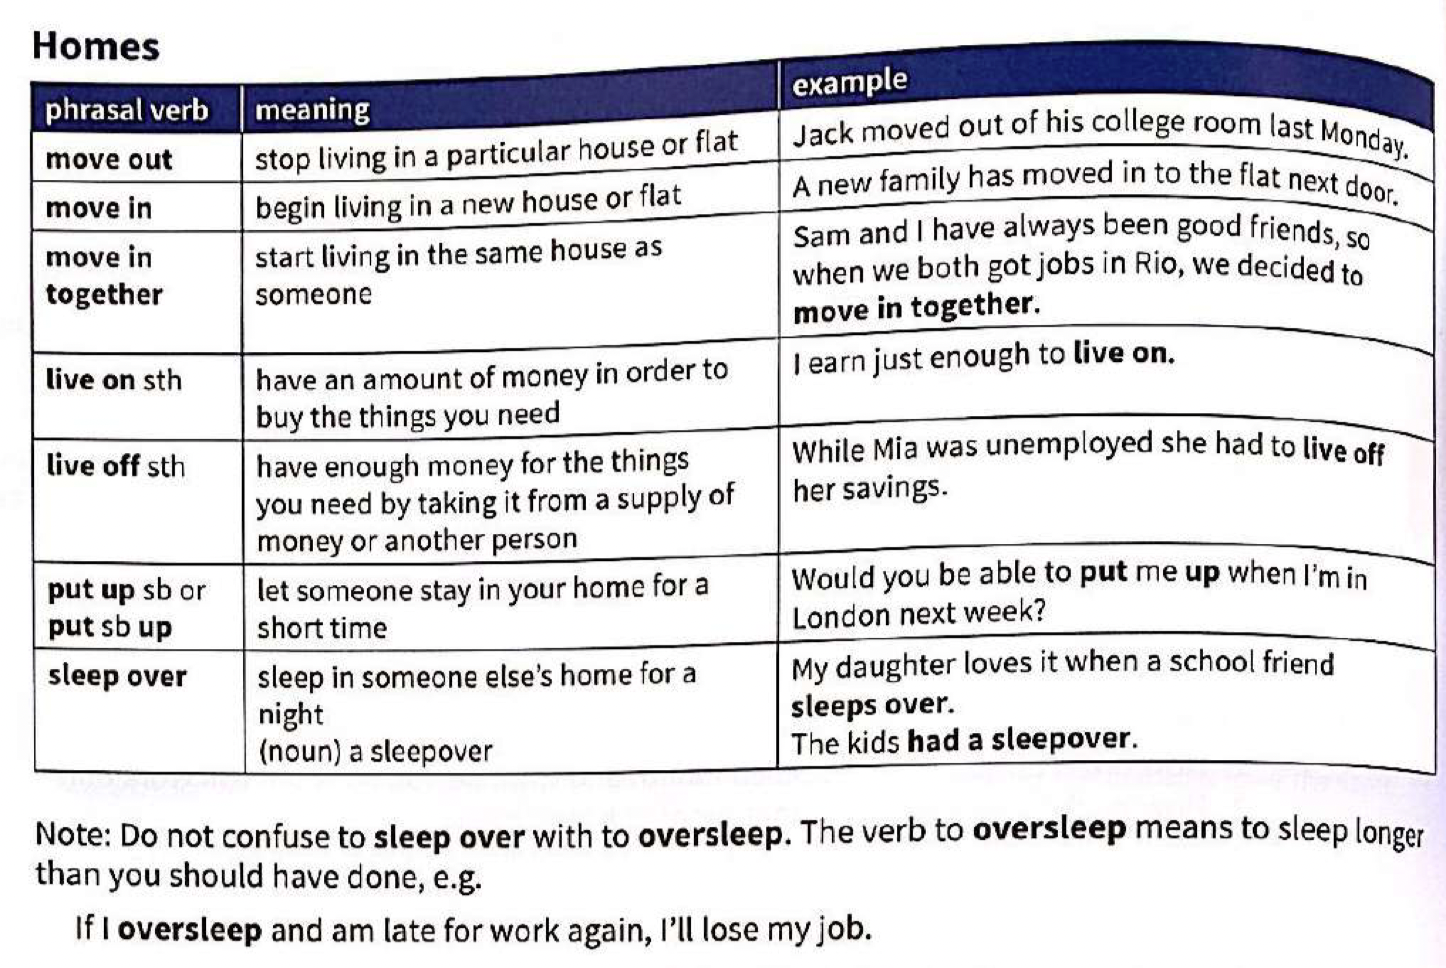 Homes
phrasal verb meaning example
move out stop living in a particular house or flat Jack moved out of his college room last Monday.
move in begin living in a new house or flat A new family has moved in to the flat next door.
move in start living in the same house as Sam and I have always been good friends, so
together someone when we both got jobs in Rio, we decided to
move in together.
live on sth have an amount of money in order to I earn just enough to live on.
buy the things you need
live off sth have enough money for the things While Mia was unemployed she had to live off
you need by taking it from a supply of her savings.
money or another person
put up sb or let someone stay in your home for a Would you be able to put me up when I'm in
put sb up short time London next week?
sleep over sleep in someone else's home for a My daughter loves it when a school friend
night sleeps over.
(noun) a sleepover The kids had a sleepover.
Note: Do not confuse to sleep over with to oversleep. The verb to oversleep means to sleep longer
than you should have done, e.g.
If I oversleep and am late for work again, I'll lose my job.